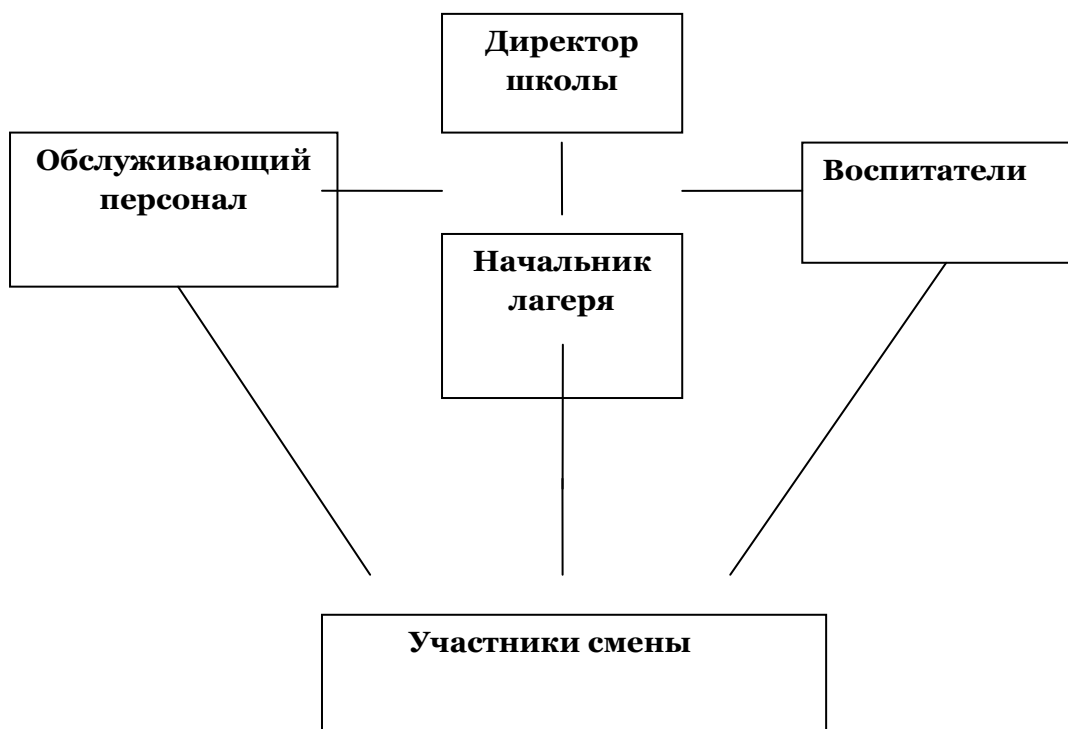 Директор
школы
Обслуживающий
персонал
Воспитатели
Начальник
лагеря
Участники смены